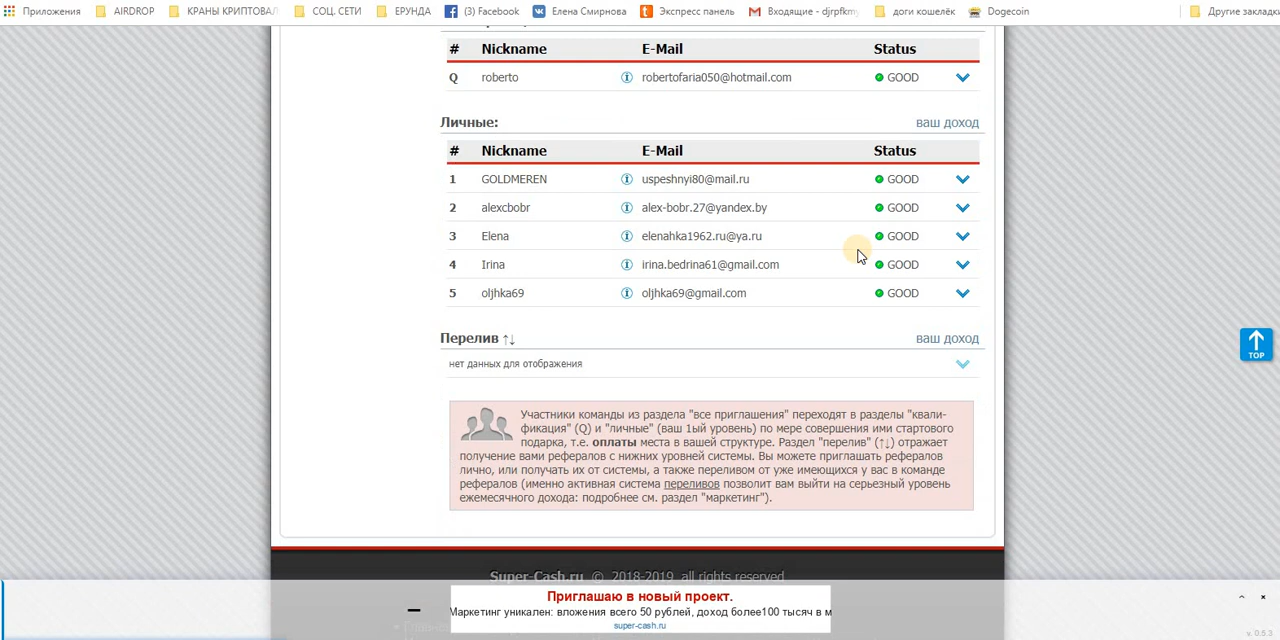 Приложения AIRDROP КРАНЫ КРИПТОВАЛ СОЦ. СЕТИ ЕРУНДА (3) Facebook Елена Смирнова Экспресс панель Входящие - djrpfkmy доги кошелёк Dogecoin Другие закладки
# Nickname E-Mail Status
Q roberto robertofaria050@hotmail.com GOOD
Личные: ваш доход
# Nickname E-Mail Status
1 GOLDMEREN uspeshnyi80@mail.ru GOOD
2 alexcbobr alex-bobr.27@yandex.by GOOD
3 Elena elenahka1962.ru@ya.ru GOOD
4 Irina irina.bedrina61@gmail.com GOOD
5 oljhka69 oljhka69@gmail.com GOOD
Перелив ↑↓ ваш доход
нет данных для отображения
TOP
Участники команды из раздела "все приглашения" переходят в разделы "квали-
фикация" (Q) и "личные" (ваш 1ый уровень) по мере совершения ими стартового
подарка, т.е. оплаты места в вашей структуре. Раздел "перелив" (↑↓) отражает
получение вами рефералов с нижних уровней системы. Вы можете приглашать рефералов
лично, или получать их от системы, а также переливом от уже имеющихся у вас в команде
рефералов (именно активная система переливов позволит вам выйти на серьезный уровень
ежемесячного дохода: подробнее см. раздел "маркетинг").
Super-Cash.ru © 2018-2019 all rights reserved
Приглашаю в новый проект.
Маркетинг уникален: вложения всего 50 рублей, доход более100 тысяч в м
super-cash.ru
v. 0.5.3